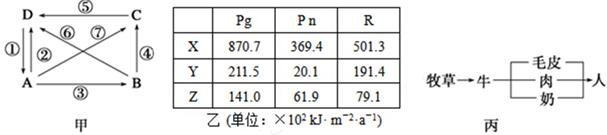 D ⑤ C
① ② ⑥ ⑦ ④
A ③ B
甲
Pg Pn R
X 870.7 369.4 501.3
Y 211.5 20.1 191.4
Z 141.0 61.9 79.1
乙 (单位：×10² kJ· m⁻²·a⁻¹)
毛皮
牧草 牛 肉 人
奶
丙